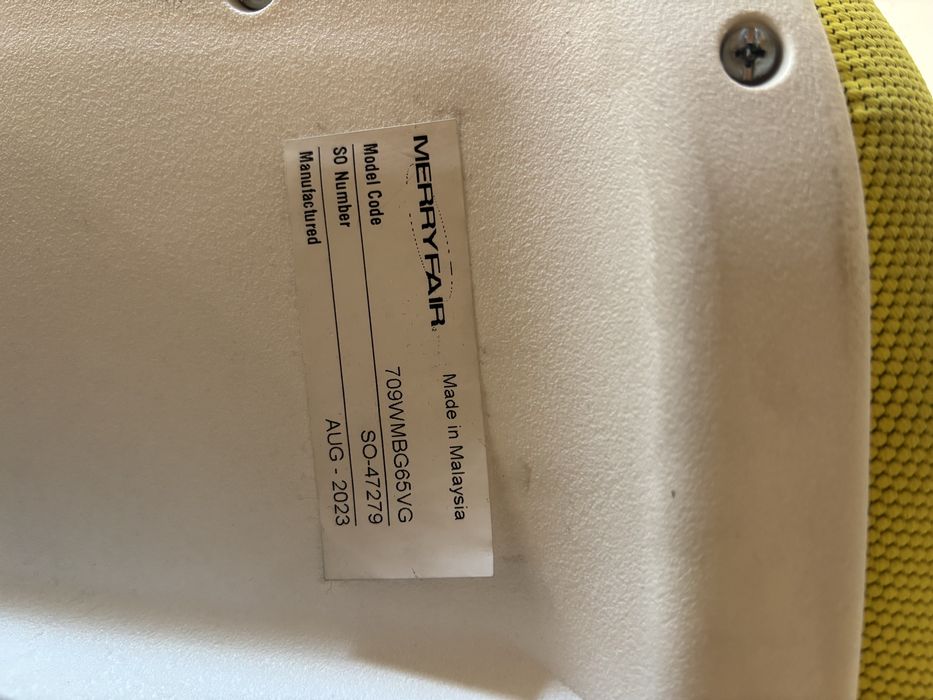 MERRYFAIR Made in Malaysia
Model Code 709WMBG65VG
SO Number SO-47279
Manufactured AUG - 2023